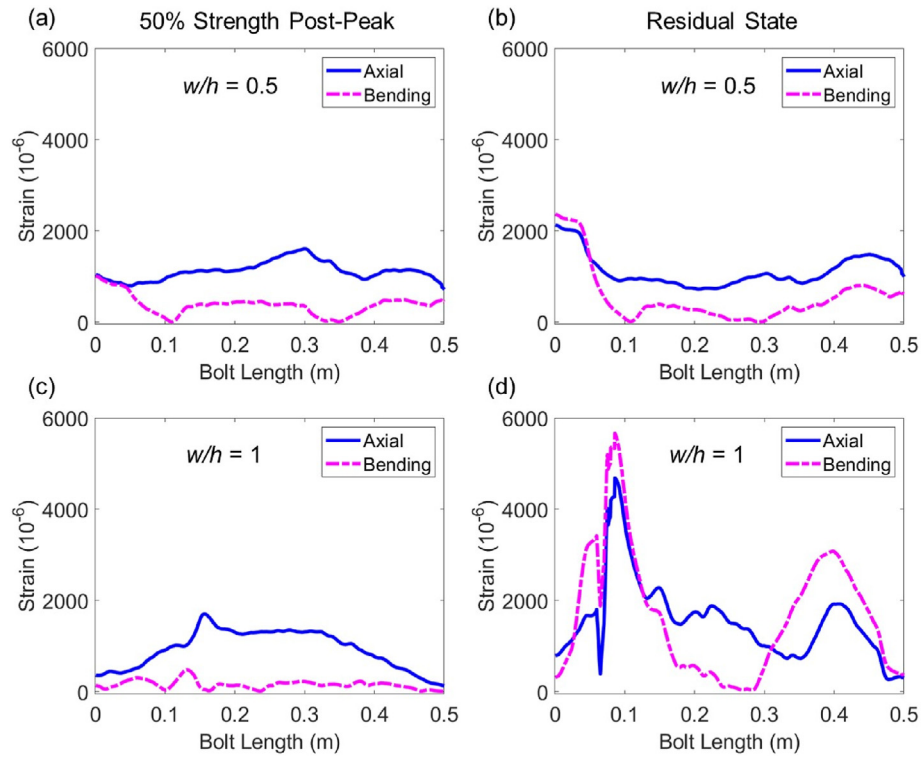 (a)
50% Strength Post-Peak
6000
4000
2000
0
Strain (10⁻⁶)
w/h = 0.5
Axial
Bending
0
0.1
0.2
0.3
0.4
0.5
Bolt Length (m)
(b)
Residual State
6000
4000
2000
0
Strain (10⁻⁶)
w/h = 0.5
Axial
Bending
0
0.1
0.2
0.3
0.4
0.5
Bolt Length (m)
(c)
6000
4000
2000
0
Strain (10⁻⁶)
w/h = 1
Axial
Bending
0
0.1
0.2
0.3
0.4
0.5
Bolt Length (m)
(d)
6000
4000
2000
0
Strain (10⁻⁶)
w/h = 1
Axial
Bending
0
0.1
0.2
0.3
0.4
0.5
Bolt Length (m)